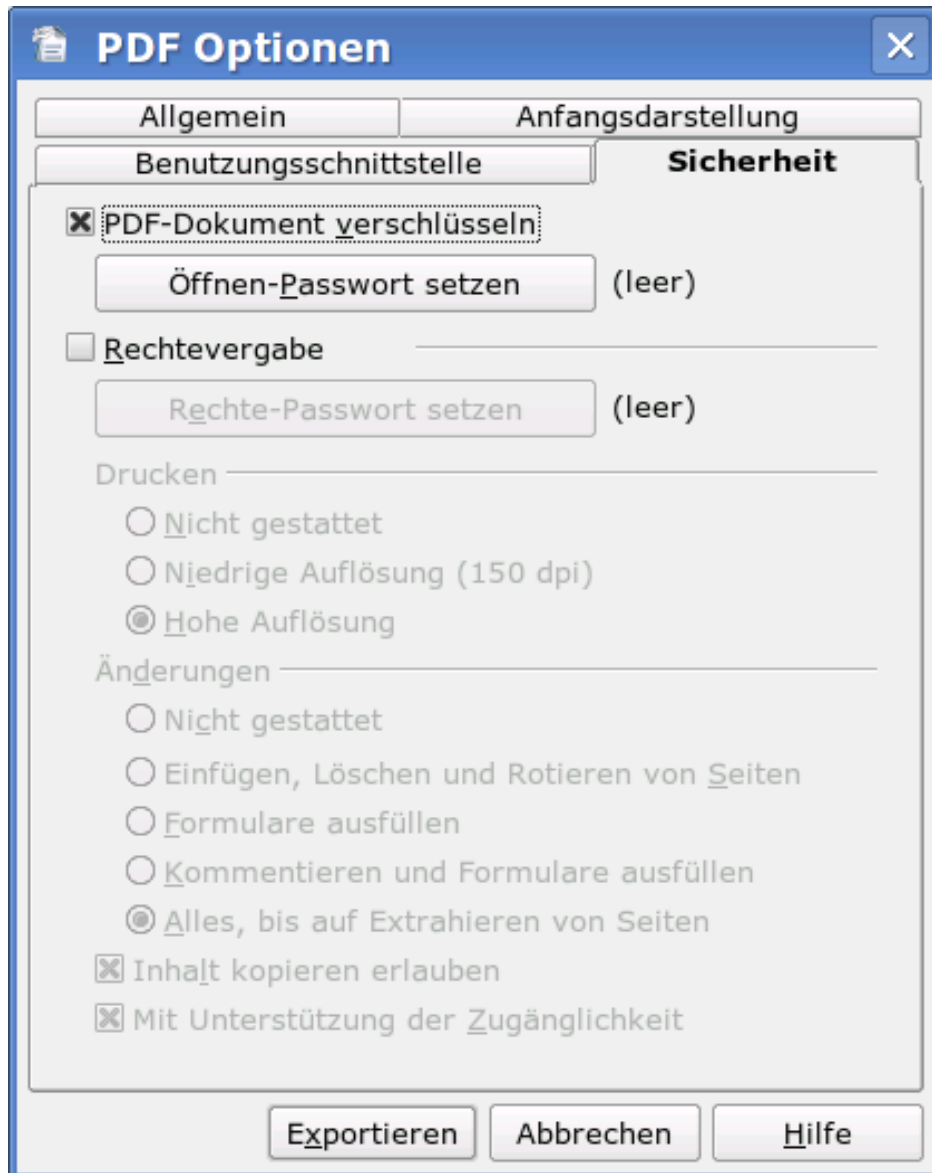 PDF Optionen
Allgemein Anfangsdarstellung
Benutzungsschnittstelle Sicherheit
PDF-Dokument verschlüsseln
Öffnen-Passwort setzen (leer)
Rechtevergabe
Rechte-Passwort setzen (leer)
Drucken
Nicht gestattet
Niedrige Auflösung (150 dpi)
Hohe Auflösung
Änderungen
Nicht gestattet
Einfügen, Löschen und Rotieren von Seiten
Formulare ausfüllen
Kommentieren und Formulare ausfüllen
Alles, bis auf Extrahieren von Seiten
Inhalt kopieren erlauben
Mit Unterstützung der Zugänglichkeit
Exportieren Abbrechen Hilfe